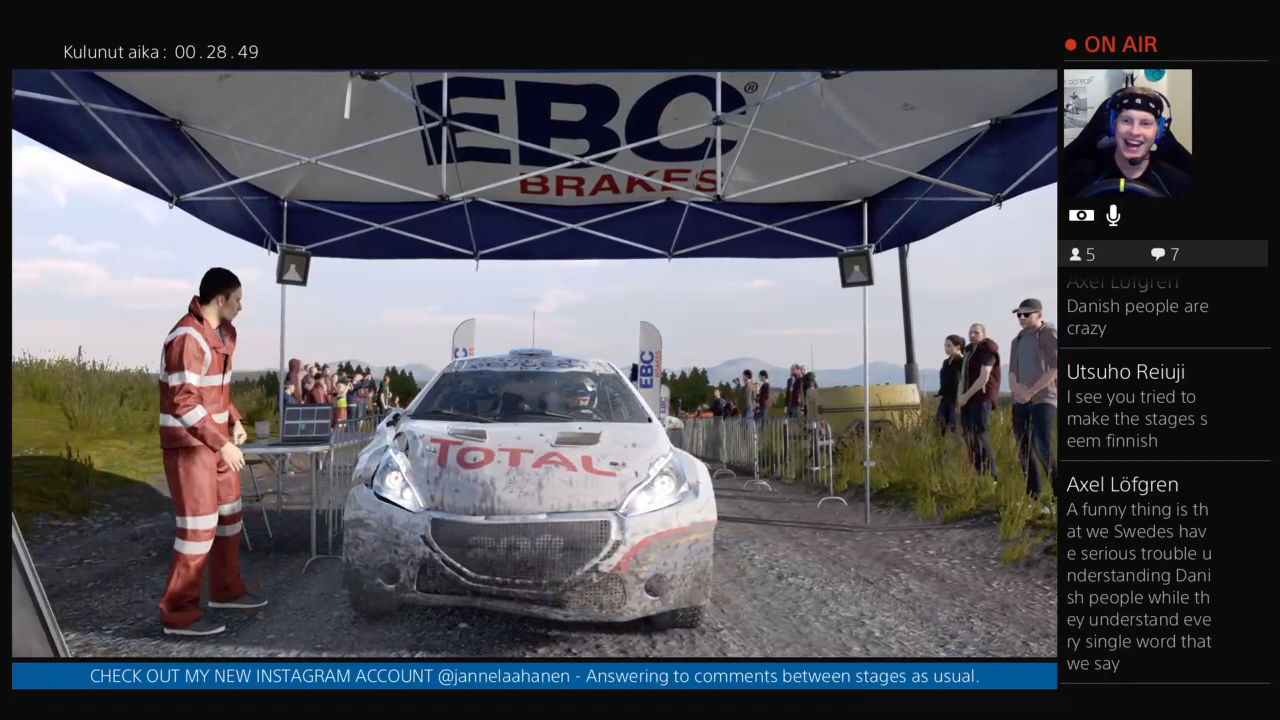 Kulunut aika : 00.28.49
ON AIR
EBC®
BRAKES
5
7
Axel Löfgren
Danish people are
crazy
Utsuho Reiuji
I see you tried to
make the stages s
eem finnish
Axel Löfgren
A funny thing is th
at we Swedes hav
e serious trouble u
nderstanding Dani
sh people while th
ey understand eve
ry single word that
we say
EBC
TOTAL
CHECK OUT MY NEW INSTAGRAM ACCOUNT @jannelaahanen - Answering to comments between stages as usual.